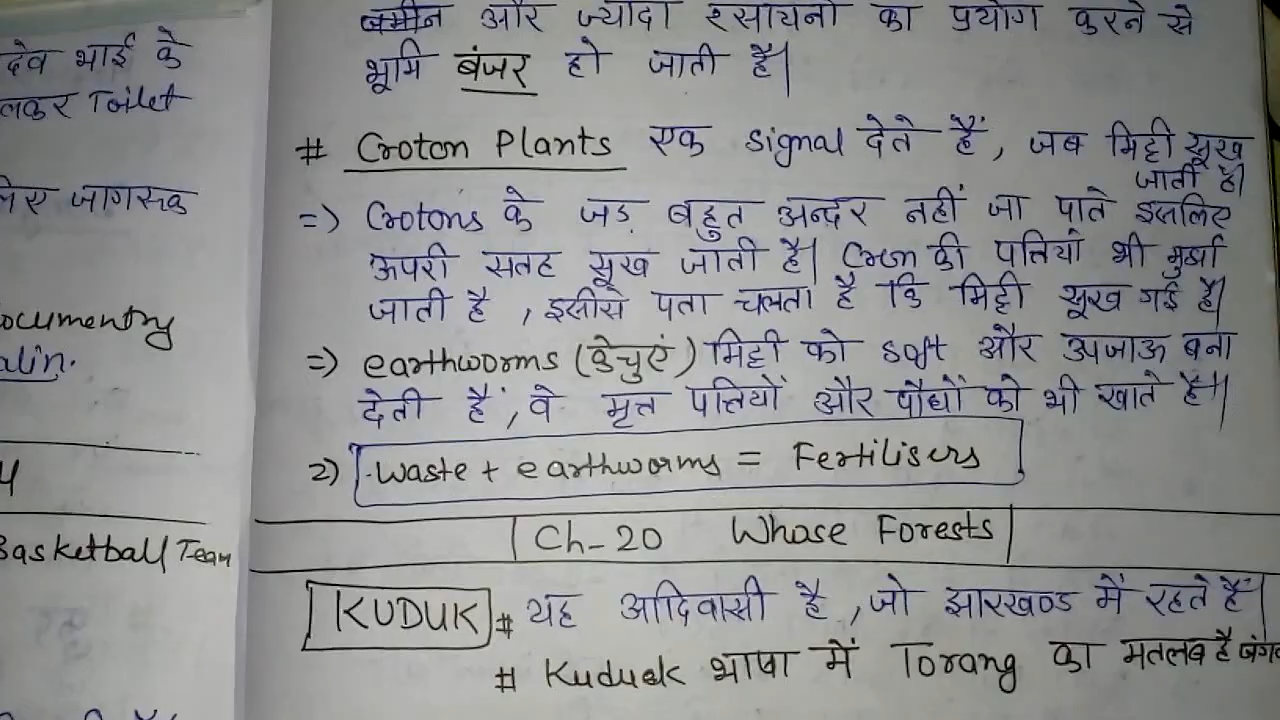 देव भाई के
लकर Toilet
लिए जागरूक
ocumentry
alin.
4
Basketball Team
जमीन और ज्यादा रसायनों का प्रयोग करने से
भूमि बंजर हो जाती है|
# Croton Plants एक signal देते हैं, जब मिट्टी सूख
जाती है|
=) Crotons के जड़ बहुत अन्दर नहीं जा पाते इसलिए
ऊपरी सतह सूख जाती है| की पत्तियाँ भी मुर्झा
जाती है, इसीसे पता चलता है कि मिट्टी सूख गई है|
=) earthworms (केचुएं) मिट्टी को soft और उपजाऊ बना
देती हैं, वे मृत पत्तियों और पौधों को भी खाते हैं|
2) waste + earthworms = Fertilisers
Ch-20 Whose Forests
KUDUK # यह आदिवासी है, जो झारखण्ड में रहते हैं|
# Kuduk भाषा में Torang का मतलब है जंगल